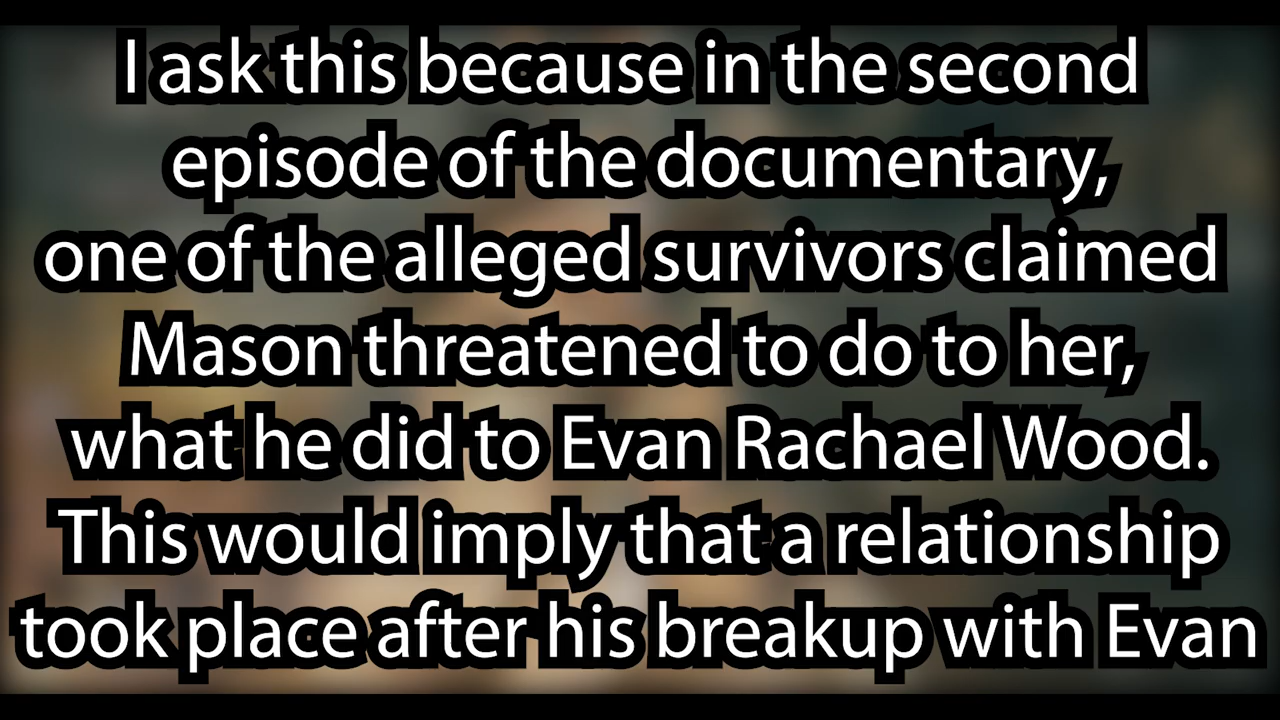 I ask this because in the second
episode of the documentary,
one of the alleged survivors claimed
Mason threatened to do to her,
what he did to Evan Rachael Wood.
This would imply that a relationship
took place after his breakup with Evan